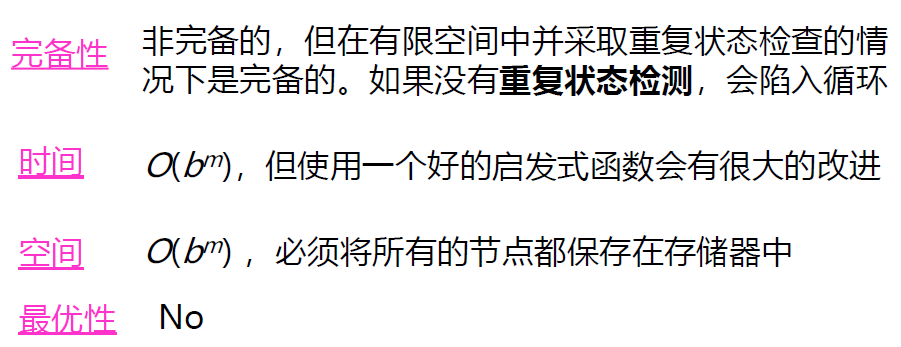 完备性 非完备的，但在有限空间中并采取重复状态检查的情
况下是完备的。如果没有重复状态检测，会陷入循环
时间 O(bᵐ)，但使用一个好的启发式函数会有很大的改进
空间 O(bᵐ) ，必须将所有的节点都保存在存储器中
最优性 No